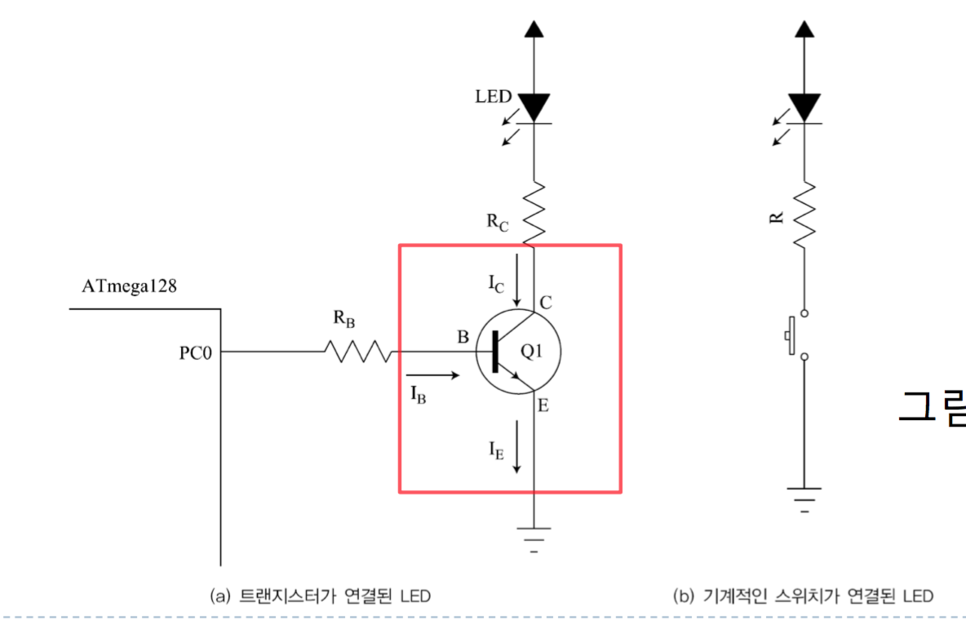 LED
R_C
R
I_C
C
ATmega128
R_B
B
Q1
PC0
I_B
E
I_E
그림
(a) 트랜지스터가 연결된 LED
(b) 기계적인 스위치가 연결된 LED